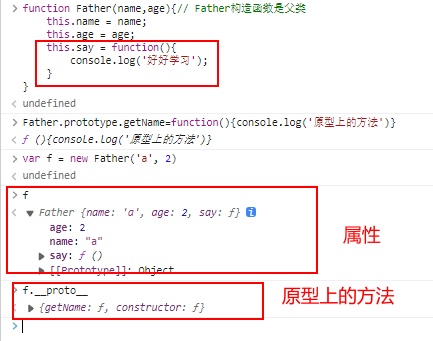 > function Father(name,age){// Father构造函数是父类
this.name = name;
this.age = age;
this.say = function(){
console.log('好好学习');
}
}
< undefined
> Father.prototype.getName=function(){console.log('原型上的方法')}
< ƒ (){console.log('原型上的方法')}
> var f = new Father('a', 2)
< undefined
> f
< ▼ Father {name: 'a', age: 2, say: ƒ} i
age: 2
name: "a"
▶ say: ƒ ()
▶ [[Prototype]]: Object
属性
> f.__proto__
< ▶ {getName: ƒ, constructor: ƒ}
原型上的方法
>